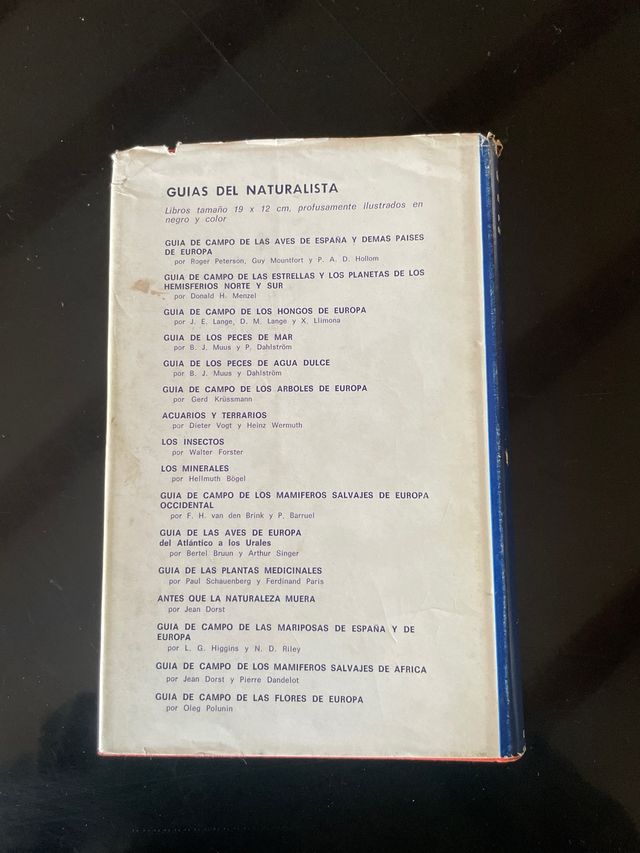 GUIAS DEL NATURALISTA
Libros tamaño 19 x 12 cm, profusamente ilustrados en
negro y color
GUIA DE CAMPO DE LAS AVES DE ESPAÑA Y DEMAS PAISES
DE EUROPA
por Roger Peterson, Guy Mountfort y P. A. D. Hollom
GUIA DE CAMPO DE LAS ESTRELLAS Y LOS PLANETAS DE LOS
HEMISFERIOS NORTE Y SUR
por Donald H. Menzel
GUIA DE CAMPO DE LOS HONGOS DE EUROPA
por J. E. Lange, D. M. Lange y X. Llimona
GUIA DE LOS PECES DE MAR
por B. J. Muus y P. Dahlström
GUIA DE LOS PECES DE AGUA DULCE
por B. J. Muus y Dahlström
GUIA DE CAMPO DE LOS ARBOLES DE EUROPA
por Gerd Krüssmann
ACUARIOS Y TERRARIOS
por Dieter Vogt y Heinz Wermuth
LOS INSECTOS
por Walter Forster
LOS MINERALES
por Hellmuth Bögel
GUIA DE CAMPO DE LOS MAMIFEROS SALVAJES DE EUROPA
OCCIDENTAL
por F. H. van den Brink y P. Barruel
GUIA DE LAS AVES DE EUROPA
del Atlántico a los Urales
por Bertel Bruun y Arthur Singer
GUIA DE LAS PLANTAS MEDICINALES
por Paul Schauenberg y Ferdinand Paris
ANTES QUE LA NATURALEZA MUERA
por Jean Dorst
GUIA DE CAMPO DE LAS MARIPOSAS DE ESPAÑA Y DE
EUROPA
por L. G. Higgins y N. D. Riley
GUIA DE CAMPO DE LOS MAMIFEROS SALVAJES DE AFRICA
por Jean Dorst y Pierre Dandelot
GUIA DE CAMPO DE LAS FLORES DE EUROPA
por Oleg Polunin